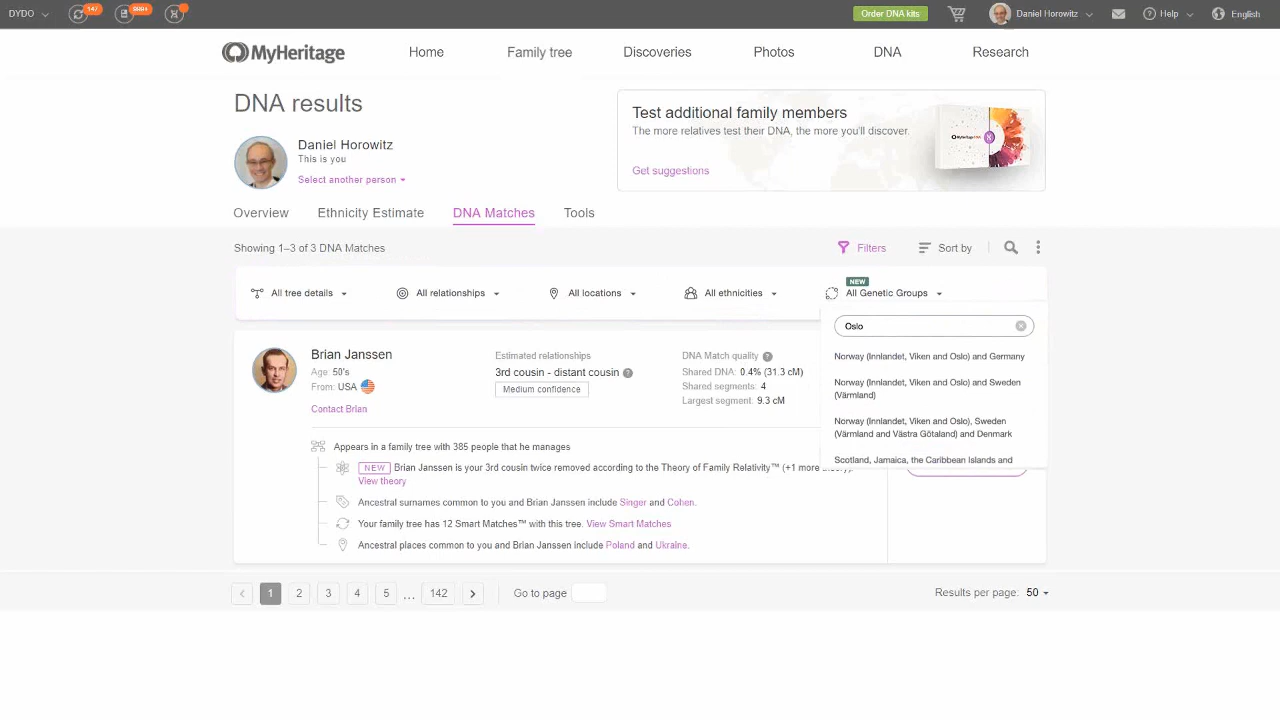 DYDO
147
999+
Order DNA kits
Daniel Horowitz
Help
English
MyHeritage
Home
Family tree
Discoveries
Photos
DNA
Research
DNA results
Daniel Horowitz
This is you
Select another person
Test additional family members
The more relatives test their DNA, the more you'll discover.
Get suggestions
MyHeritage DNA
Overview
Ethnicity Estimate
DNA Matches
Tools
Showing 1–3 of 3 DNA Matches
Filters
Sort by
All tree details
All relationships
All locations
All ethnicities
NEW
All Genetic Groups
Oslo
Norway (Innlandet, Viken and Oslo) and Germany
Norway (Innlandet, Viken and Oslo) and Sweden
(Värmland)
Norway (Innlandet, Viken and Oslo), Sweden
(Värmland and Västra Götaland) and Denmark
Scotland, Jamaica, the Caribbean Islands and
Brian Janssen
Age: 50's
From: USA
Contact Brian
Estimated relationships
3rd cousin - distant cousin
Medium confidence
DNA Match quality
Shared DNA: 0.4% (31.3 cM)
Shared segments: 4
Largest segment: 9.3 cM
Appears in a family tree with 385 people that he manages
NEW Brian Janssen is your 3rd cousin twice removed according to the Theory of Family Relativity™ (+1 more theory).
View theory
Ancestral surnames common to you and Brian Janssen include Singer and Cohen.
Your family tree has 12 Smart Matches™ with this tree. View Smart Matches
Ancestral places common to you and Brian Janssen include Poland and Ukraine.
1 2 3 4 5 ... 142
Go to page
Results per page: 50